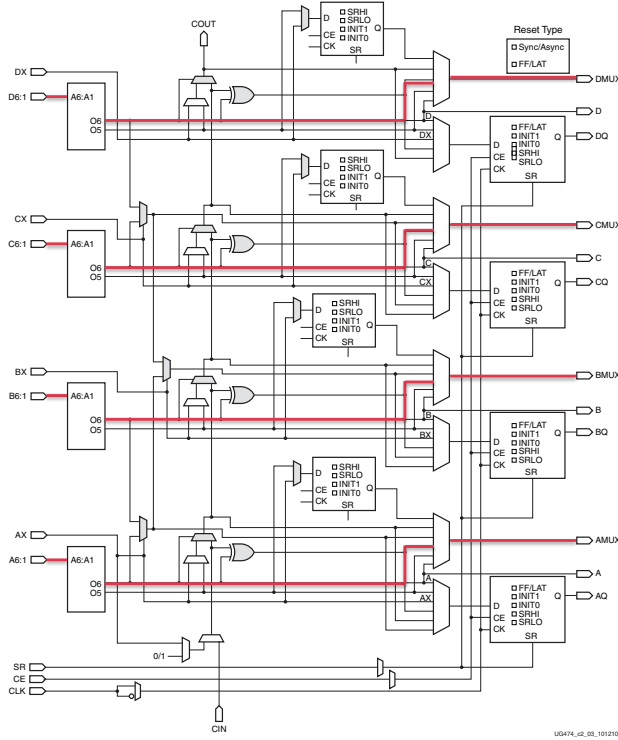 COUT
Reset Type
Sync/Async
FF/LAT
D
CE
CK
SRHI
SRLO
INIT1
INIT0
Q
SR
DX
D6:1
A6:A1
O6
O5
DMUX
D
D
DX
D
CE
CK
FF/LAT
INIT1
INIT0
SRHI
SRLO
SR
Q
DQ
D
CE
CK
SRHI
SRLO
INIT1
INIT0
Q
SR
CX
C6:1
A6:A1
O6
O5
CMUX
C
C
CX
D
CE
CK
FF/LAT
INIT1
INIT0
SRHI
SRLO
SR
Q
CQ
D
CE
CK
SRHI
SRLO
INIT1
INIT0
Q
SR
BX
B6:1
A6:A1
O6
O5
BMUX
B
B
BX
D
CE
CK
FF/LAT
INIT1
INIT0
SRHI
SRLO
SR
Q
BQ
D
CE
CK
SRHI
SRLO
INIT1
INIT0
Q
SR
AX
A6:1
A6:A1
O6
O5
AMUX
A
A
AX
D
CE
CK
FF/LAT
INIT1
INIT0
SRHI
SRLO
SR
Q
AQ
0/1
SR
CE
CLK
CIN
UG474_c2_03_101210